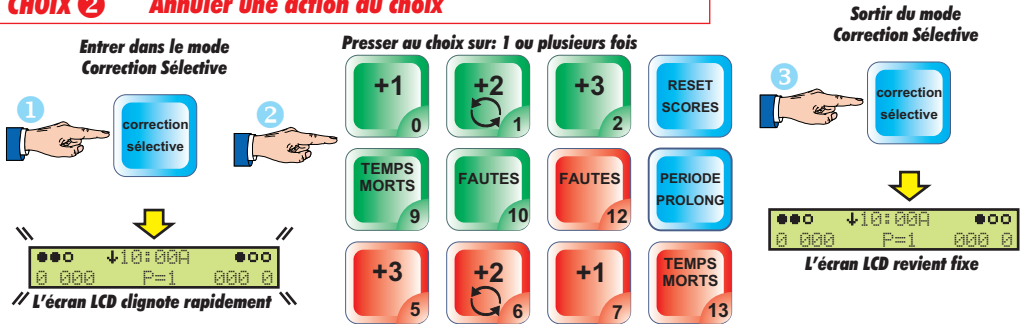 CHOIX ❷ Annuler une action au choix
Entrer dans le mode
Correction Sélective
1
correction
sélective
↓10:00A
0 000 P=1 000 0
L'écran LCD clignote rapidement
2
Presser au choix sur: 1 ou plusieurs fois
+1
0
+2
1
+3
2
RESET
SCORES
TEMPS
MORTS
9
FAUTES
10
FAUTES
12
PERIODE
PROLONG
+3
5
+2
6
+1
7
TEMPS
MORTS
13
Sortir du mode
Correction Sélective
3
correction
sélective
↓10:00A
0 000 P=1 000 0
L'écran LCD revient fixe